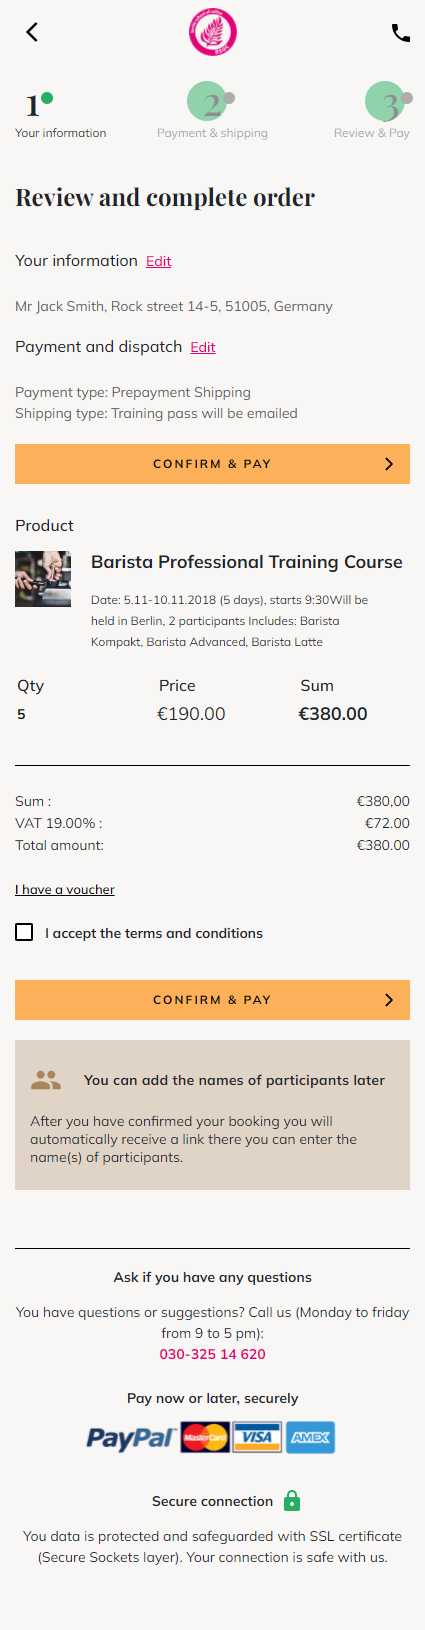 1
2
3
Your information
Payment & shipping
Review & Pay
Review and complete order
Your information Edit
Mr Jack Smith, Rock street 14-5, 51005, Germany
Payment and dispatch Edit
Payment type: Prepayment Shipping
Shipping type: Training pass will be emailed
CONFIRM & PAY
Product
Barista Professional Training Course
Date: 5.11-10.11.2018 (5 days), starts 9:30Will be
held in Berlin, 2 participants Includes: Barista
Kompakt, Barista Advanced, Barista Latte
Qty Price Sum
5 €190.00 €380.00
Sum : €380,00
VAT 19.00% : €72.00
Total amount: €380.00
I have a voucher
I accept the terms and conditions
CONFIRM & PAY
You can add the names of participants later
After you have confirmed your booking you will
automatically receive a link there you can enter the
name(s) of participants.
Ask if you have any questions
You have questions or suggestions? Call us (Monday to friday
from 9 to 5 pm):
030-325 14 620
Pay now or later, securely
PayPal MasterCard VISA AMEX
Secure connection
You data is protected and safeguarded with SSL certificate
(Secure Sockets layer). Your connection is safe with us.